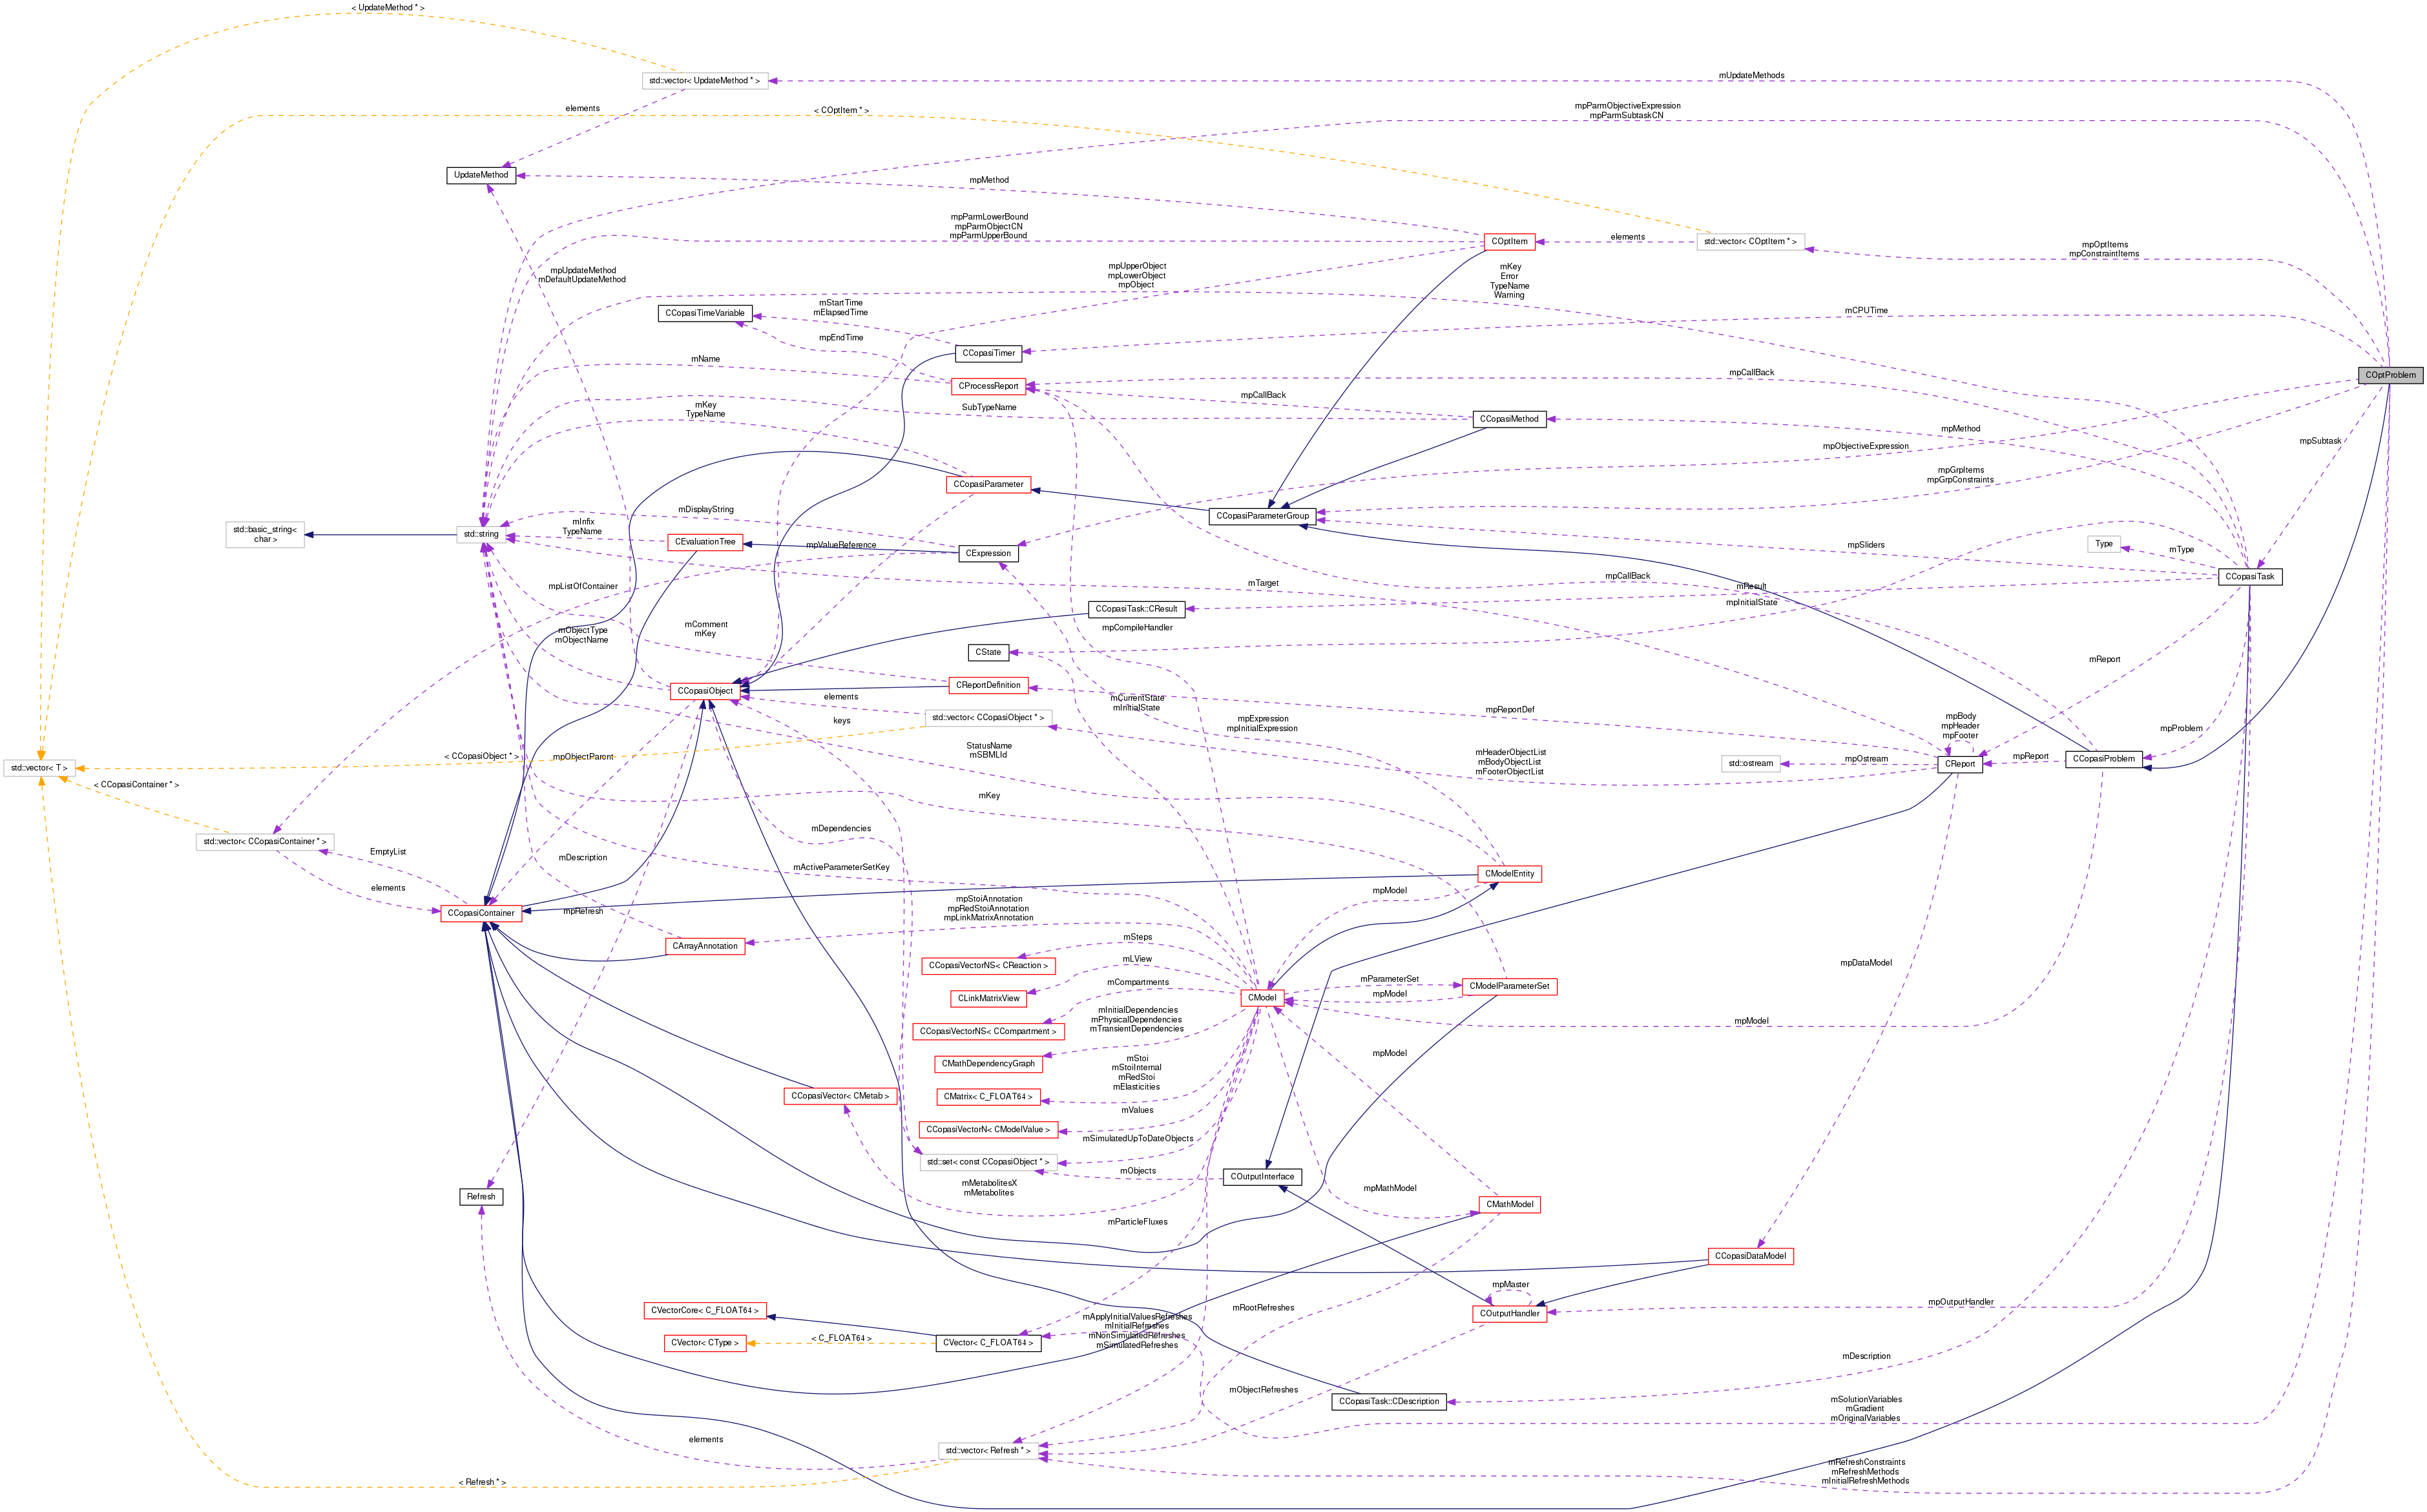 < UpdateMethod * >
std::vector< UpdateMethod * >
mUpdateMethods
elements
< COptItem * >
mpParmObjectiveExpression
mpParmSubtaskCN
UpdateMethod
mpMethod
mpParmLowerBound
mpParmObjectCN
mpParmUpperBound
COptItem
elements
std::vector< COptItem * >
mpOptItems
mpConstraintItems
mpUpdateMethod
mDefaultUpdateMethod
mpUpperObject
mpLowerObject
mpObject
mKey
Error
TypeName
Warning
CCopasiTimeVariable
mStartTime
mElapsedTime
mCPUTime
mpEndTime
CCopasiTimer
mName
CProcessReport
mpCallBack
COptProblem
mKey
TypeName
SubTypeName
mpCallBack
CCopasiMethod
mpMethod
mpSubtask
mpObjectiveExpression
CCopasiParameter
mpGrpItems
mpGrpConstraints
mDisplayString
CCopasiParameterGroup
std::basic_string<
char >
std::string
mInfix
TypeName
CEvaluationTree
mpValueReference
CExpression
mpSliders
Type
mType
CCopasiTask
mpListOfContainer
mTarget
mpCallBack
mResult
mpInitialState
CCopasiTask::CResult
mObjectType
mObjectName
mComment
mKey
mpCompileHandler
CState
mReport
CCopasiObject
CReportDefinition
elements
std::vector< CCopasiObject * >
mCurrentState
mInitialState
mpReportDef
mpBody
mpHeader
mpFooter
mpProblem
keys
mpExpression
mpInitialExpression
std::vector< T >
< CCopasiObject * >
mpObjectParent
StatusName
mSBMLId
mHeaderObjectList
mBodyObjectList
mFooterObjectList
std::ostream
mpOstream
CReport
mpReport
CCopasiProblem
< CCopasiContainer * >
mKey
std::vector< CCopasiContainer * >
mDependencies
EmptyList
mDescription
mActiveParameterSetKey
CModelEntity
elements
mpModel
CCopasiContainer
mpRefresh
mpStoiAnnotation
mpRedStoiAnnotation
mpLinkMatrixAnnotation
CArrayAnnotation
mSteps
CCopasiVectorNS< CReaction >
mLView
mpDataModel
CLinkMatrixView
mCompartments
CModel
mParameterSet
mpModel
CModelParameterSet
CCopasiVectorNS< CCompartment >
mInitialDependencies
mPhysicalDependencies
mTransientDependencies
mpModel
CMathDependencyGraph
mpModel
mStoi
mStoiInternal
mRedStoi
mElasticities
CCopasiVector< CMetab >
CMatrix< C_FLOAT64 >
mValues
CCopasiVectorN< CModelValue >
mSimulatedUpToDateObjects
std::set< const CCopasiObject * >
mObjects
COutputInterface
mMetabolitesX
mMetabolites
mpMathModel
Refresh
CMathModel
mParticleFluxes
CCopasiDataModel
mpMaster
mpOutputHandler
COutputHandler
mRootRefreshes
CVectorCore< C_FLOAT64 >
mApplyInitialValuesRefreshes
mInitialRefreshes
mNonSimulatedRefreshes
mSimulatedRefreshes
CVector< CType >
< C_FLOAT64 >
CVector< C_FLOAT64 >
mDescription
mObjectRefreshes
CCopasiTask::CDescription
mSolutionVariables
mGradient
mOriginalVariables
elements
std::vector< Refresh * >
< Refresh * >
mRefreshConstraints
mRefreshMethods
mInitialRefreshMethods